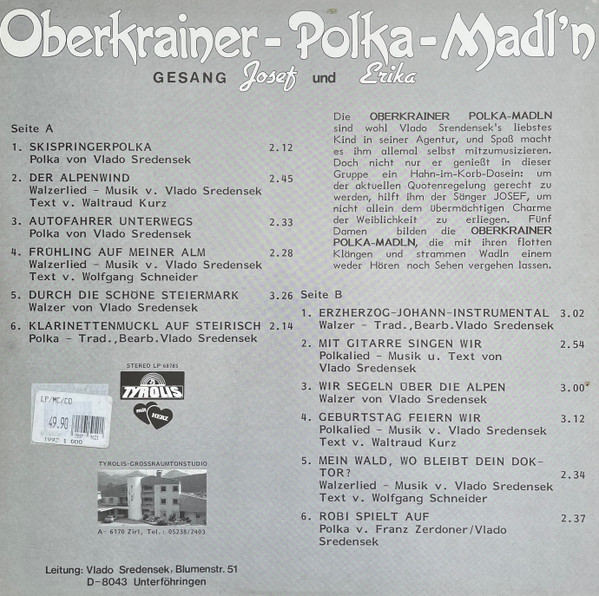 Oberkrainer-Polka-Madl'n
GESANG Josef und Erika
Seite A
1. SKISPRINGERPOLKA 2.12
Polka von Vlado Sredensek
2. DER ALPENWIND 2.45
Walzerlied - Musik v. Vlado Sredensek
Text v. Waltraud Kurz
3. AUTOFAHRER UNTERWEGS 2.33
Polka von Vlado Sredensek
4. FRÜHLING AUF MEINER ALM 2.28
Walzerlied - Musik v. Vlado Sredensek
Text v. Wolfgang Schneider
5. DURCH DIE SCHÖNE STEIERMARK 3.26
Walzer von Vlado Sredensek
6. KLARINETTENMUCKL AUF STEIRISCH 2.14
Polka - Trad.,Bearb.Vlado Sredensek
Die OBERKRAINER POLKA-MADLN
sind wohl Vlado Srendensek's liebstes
Kind in seiner Agentur, und Spaß macht
es ihm allemal selbst mitzumusizieren.
Doch nicht nur er genießt in dieser
Gruppe ein Hahn-im-Korb-Dasein: um
der aktuellen Quotenregelung gerecht zu
werden, hilft ihm der Sänger JOSEF, um
nicht allein dem übermächtigen Charme
der Weiblichkeit zu erliegen. Fünf
Damen bilden die OBERKRAINER
POLKA-MADLN, die mit ihren flotten
Klängen und strammen Wadln einem
weder Hören noch Sehen vergehen lassen.
Seite B
1. ERZHERZOG-JOHANN-INSTRUMENTAL 3.02
Walzer - Trad.,Bearb.Vlado Sredensek
2. MIT GITARRE SINGEN WIR 2.54
Polkalied - Musik u. Text von
Vlado Sredensek
3. WIR SEGELN ÜBER DIE ALPEN 3.00
Walzer von Vlado Sredensek
4. GEBURTSTAG FEIERN WIR 3.12
Polkalied - Musik v. Vlado Sredensek
Text v. Waltraud Kurz
5. MEIN WALD, WO BLEIBT DEIN DOK-
TOR? 2.34
Walzerlied - Musik v. Vlado Sredensek
Text v. Wolfgang Schneider
6. ROBI SPIELT AUF 2.37
Polka v. Franz Zerdoner/Vlado
Sredensek
STEREO LP 68785
TYROLIS
HERZ
LP/MC/CD
49.90
TYROLIS-GROSSRAUMTONSTUDIO
A- 6170 Zirl, Tel.: 05238/2403
Leitung: Vlado Sredensek, Blumenstr. 51
D-8043 Unterföhringen